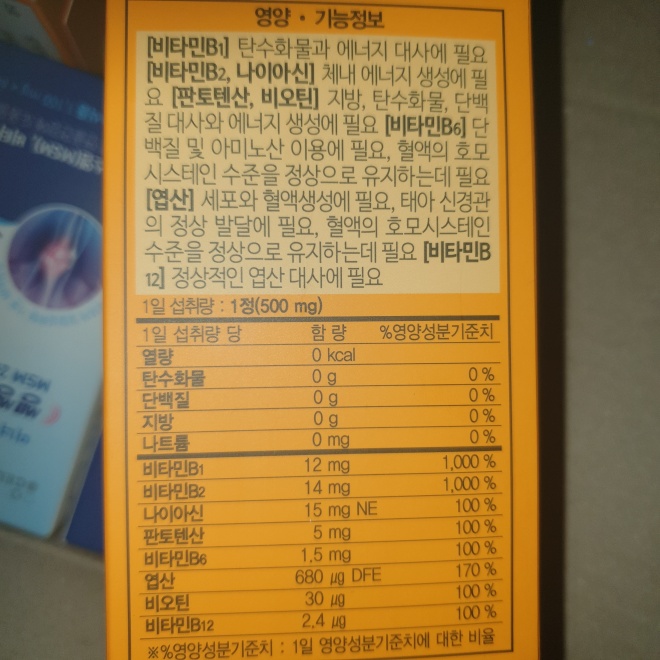 영양 • 기능정보
[비타민B1] 탄수화물과 에너지 대사에 필요
[비타민B2, 나이아신] 체내 에너지 생성에 필
요 [판토텐산, 비오틴] 지방, 탄수화물, 단백
질 대사와 에너지 생성에 필요 [비타민B6] 단
백질 및 아미노산 이용에 필요, 혈액의 호모
시스테인 수준을 정상으로 유지하는데 필요
[엽산] 세포와 혈액생성에 필요, 태아 신경관
의 정상 발달에 필요, 혈액의 호모시스테인
수준을 정상으로 유지하는데 필요 [비타민B
12] 정상적인 엽산 대사에 필요
1일 섭취량 : 1정(500 mg)
1일 섭취량 당 함 량 %영양성분기준치
열량 0 kcal
탄수화물 0 g 0 %
단백질 0 g 0 %
지방 0 g 0 %
나트륨 0 mg 0 %
비타민B1 12 mg 1,000 %
비타민B2 14 mg 1,000 %
나이아신 15 mg NE 100 %
판토텐산 5 mg 100 %
비타민B6 1.5 mg 100 %
엽산 680 μg DFE 170 %
비오틴 30 μg 100 %
비타민B12 2.4 μg 100 %
※%영양성분기준치 : 1일 영양성분기준치에 대한 비율